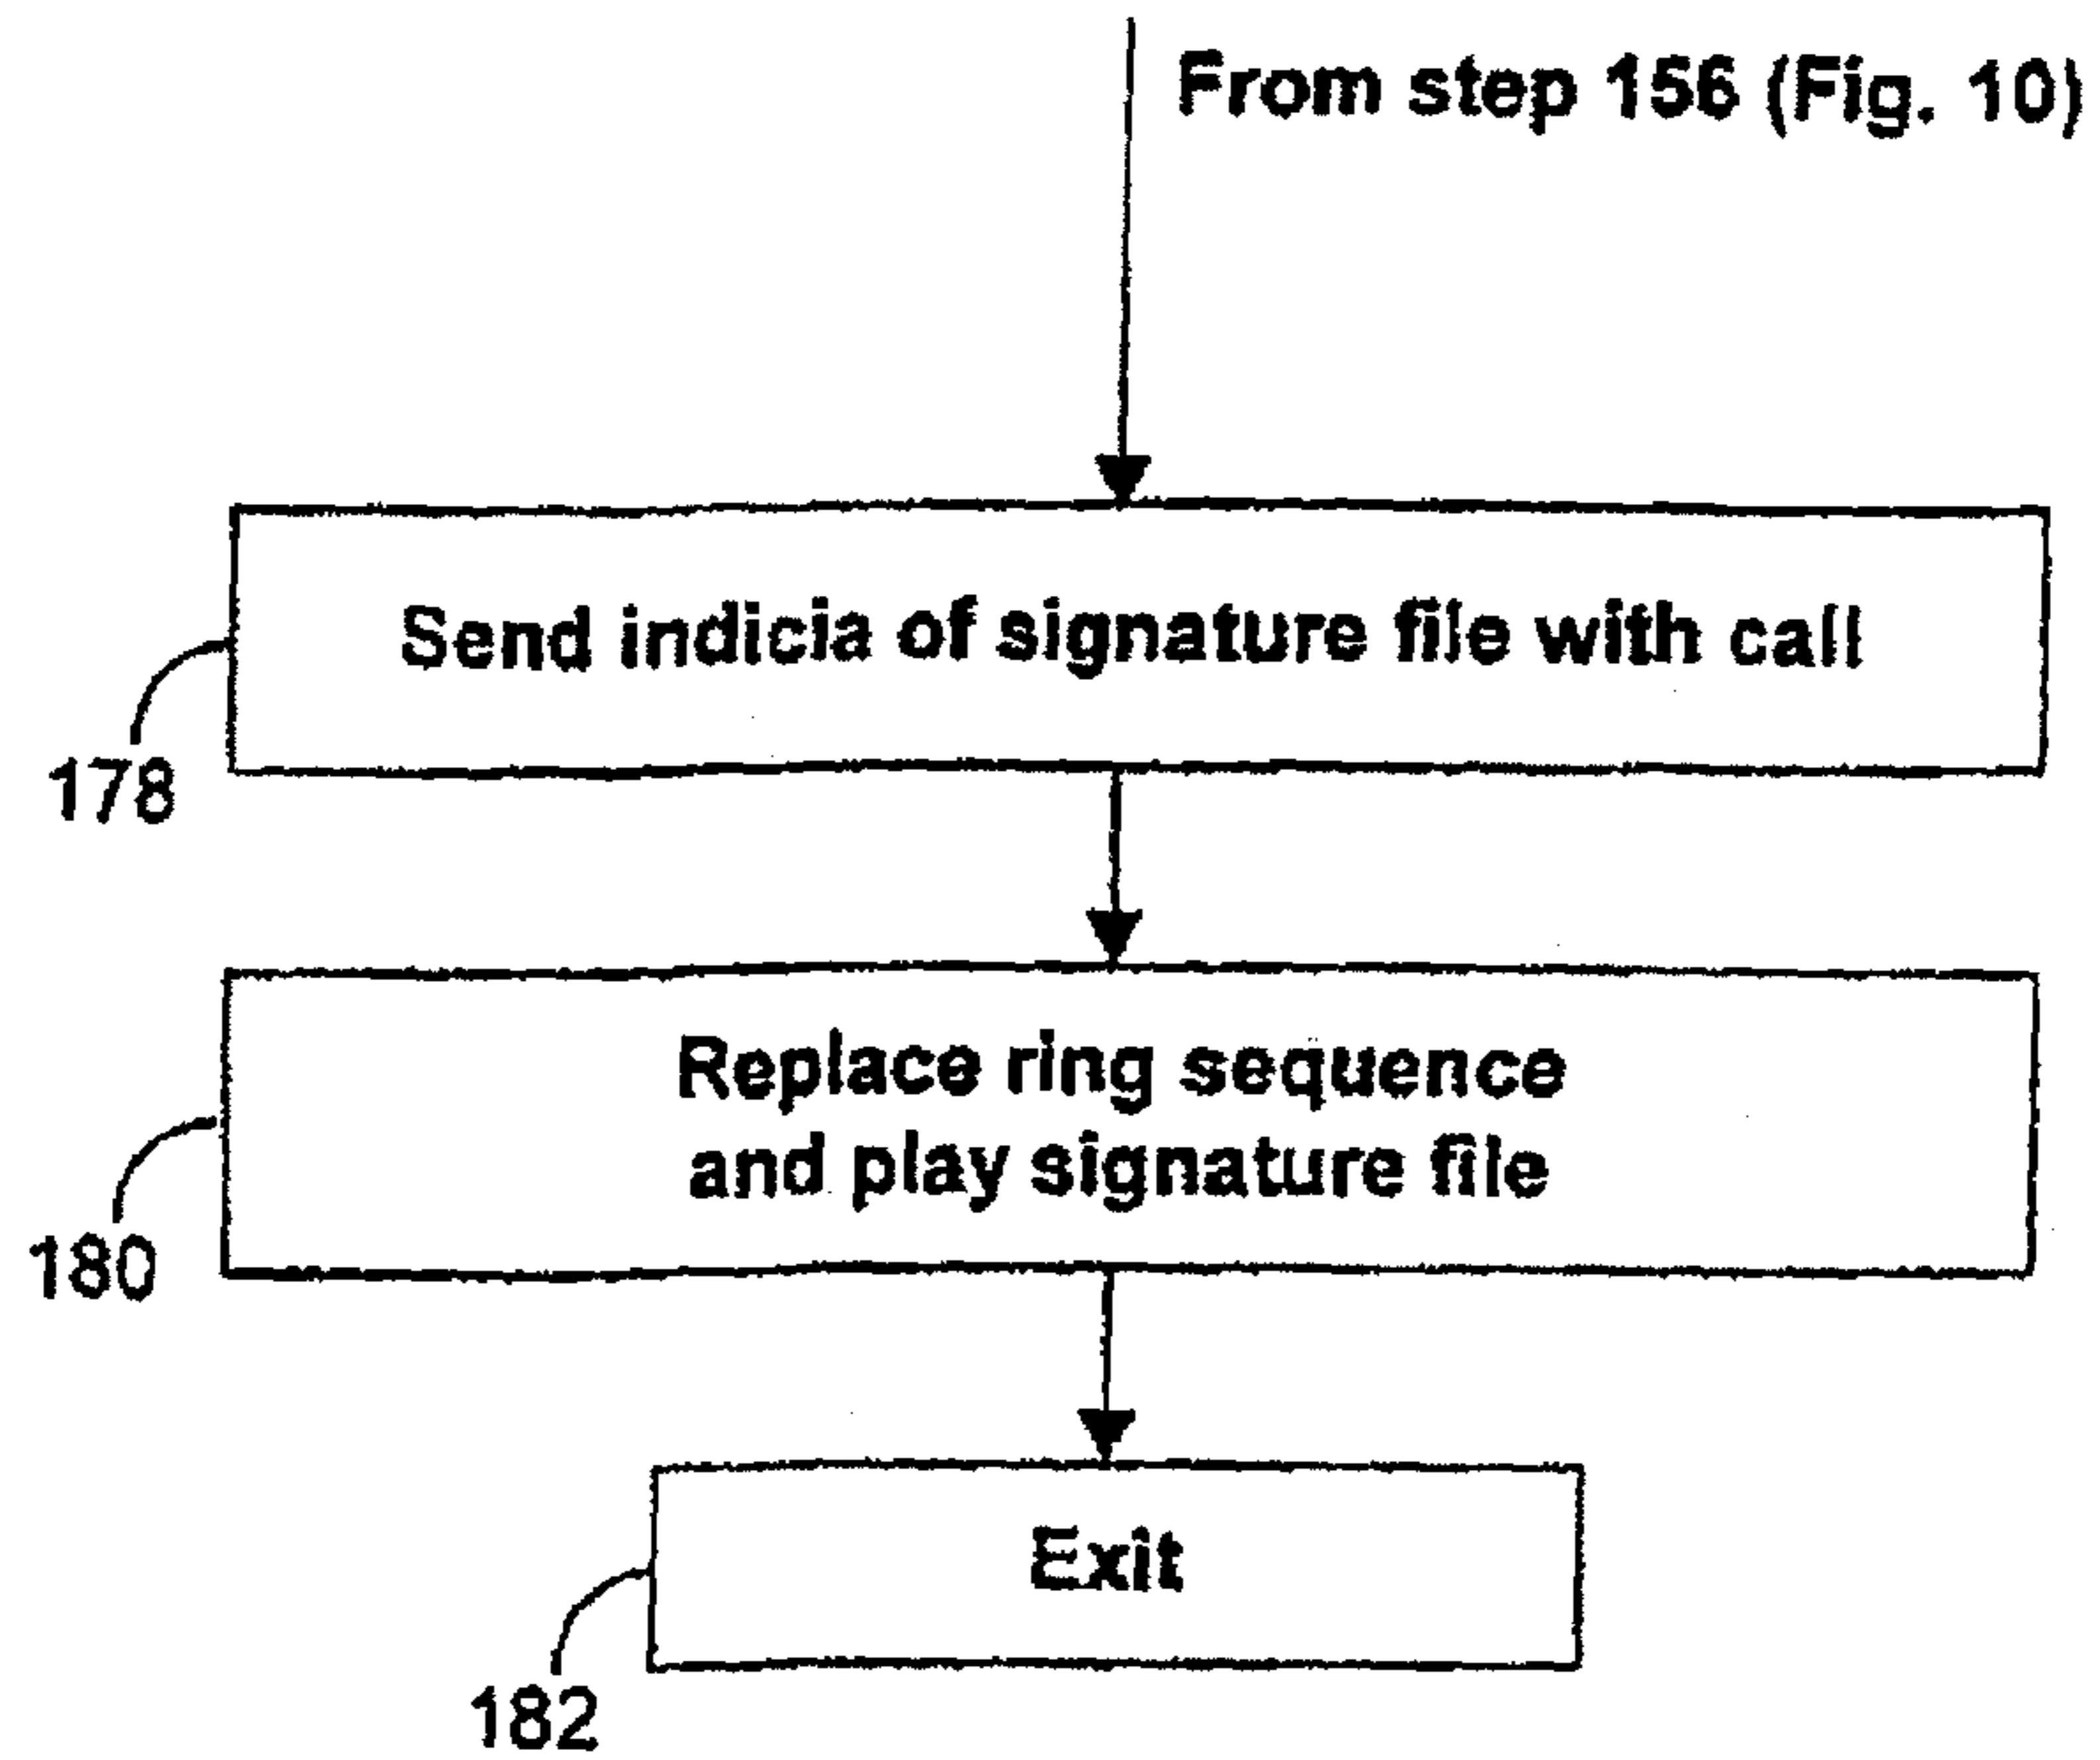 From step 156 (Fig. 10)
Send indicia of signature file with call
178
Replace ring sequence
and play signature file
180
Exit
182